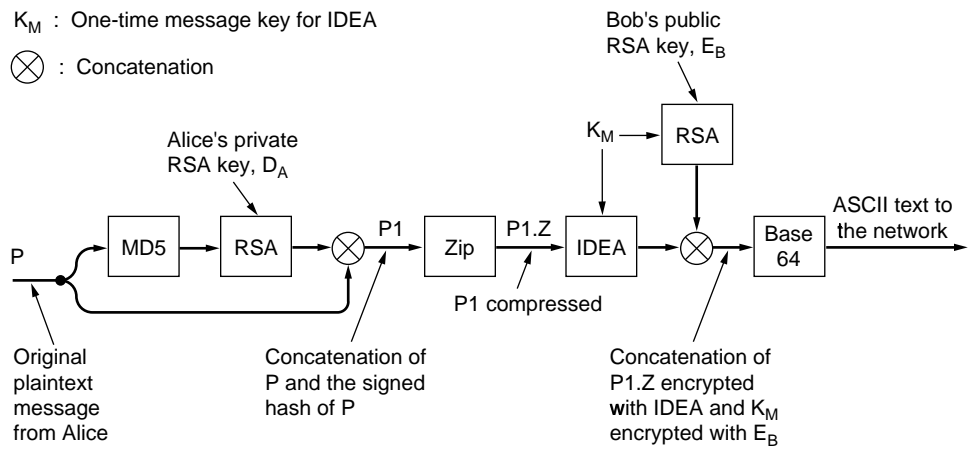 K_M : One-time message key for IDEA
: Concatenation
Bob's public
RSA key, E_B
Alice's private
RSA key, D_A
K_M
RSA
P
MD5
RSA
P1
Zip
P1.Z
IDEA
Base
64
ASCII text to
the network
P1 compressed
Original
plaintext
message
from Alice
Concatenation of
P and the signed
hash of P
Concatenation of
P1.Z encrypted
with IDEA and K_M
encrypted with E_B